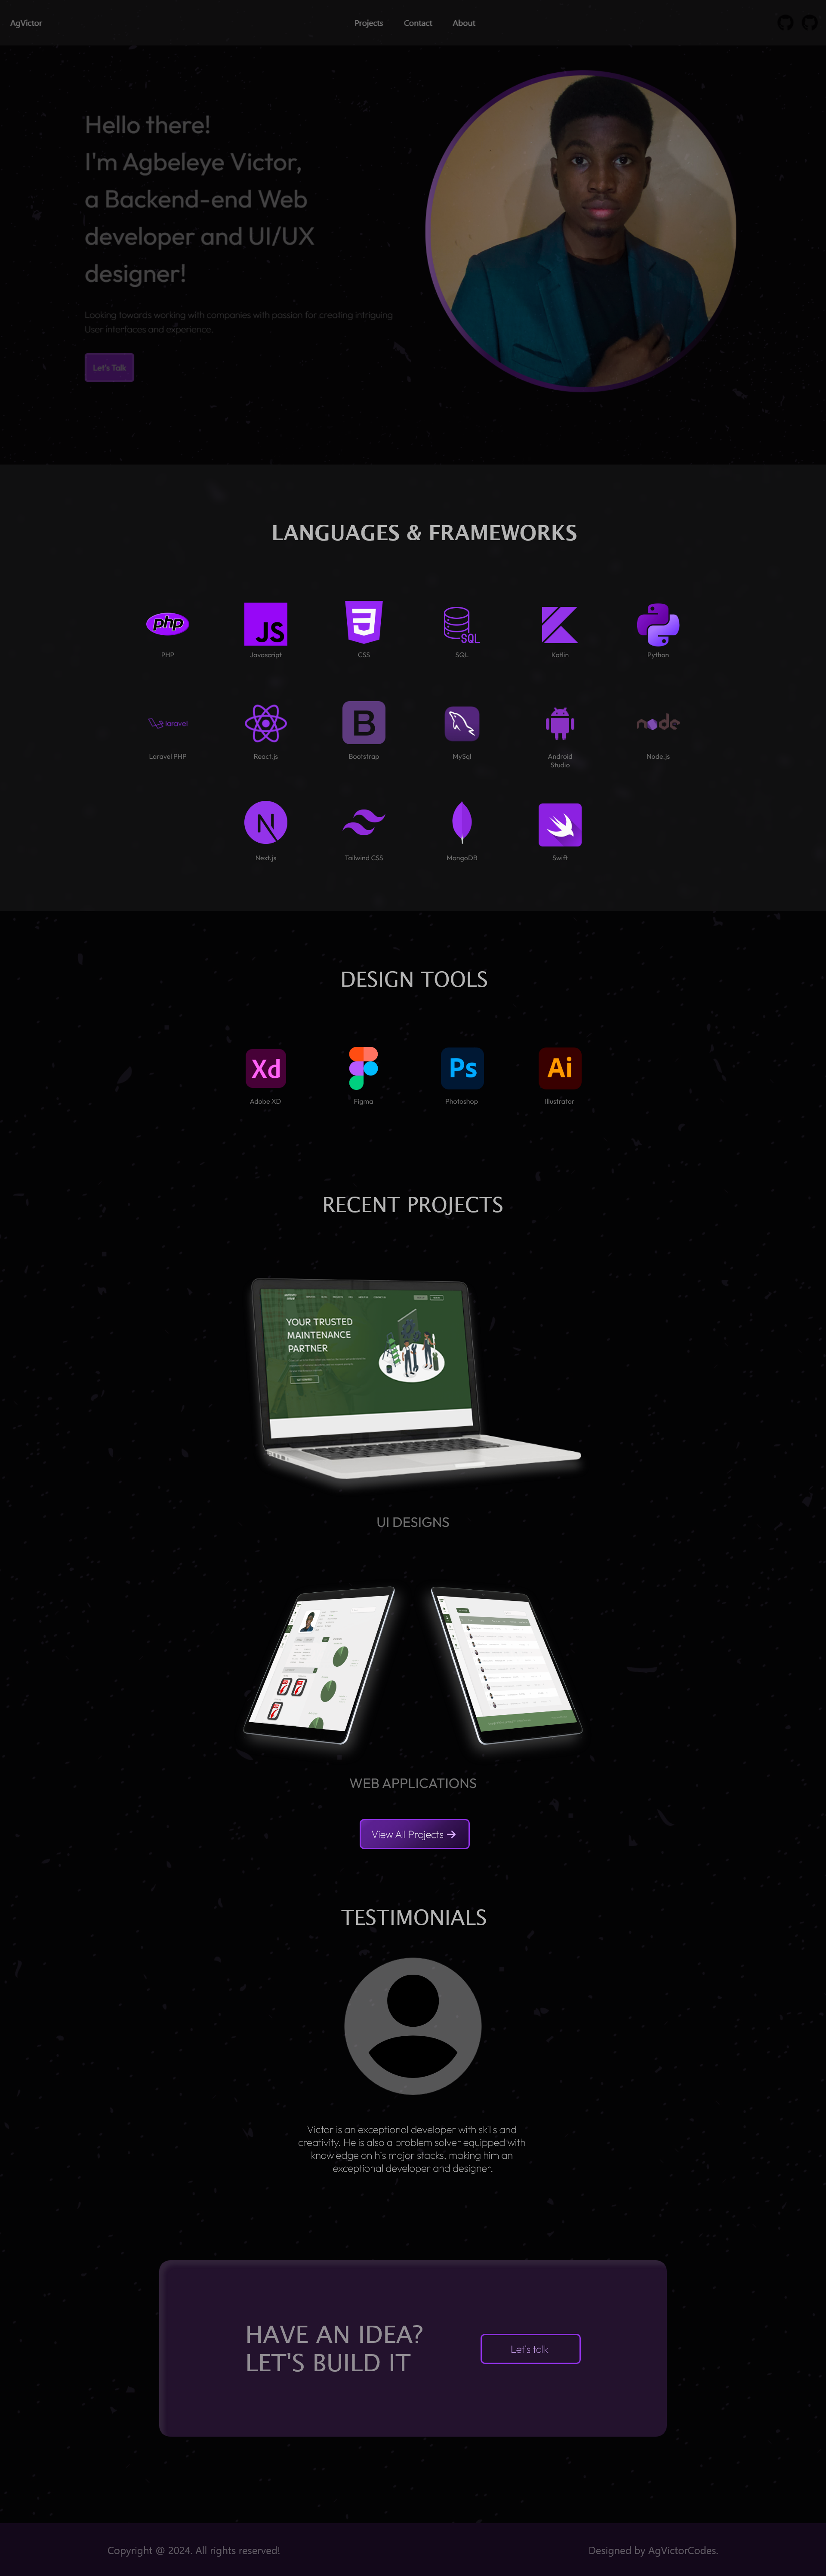 AgVictor
Projects Contact About
Hello there!
I'm Agbeleye Victor,
a Backend-end Web
developer and UI/UX
designer!
Looking towards working with companies with passion for creating intriguing
User interfaces and experience.
Let's Talk
LANGUAGES & FRAMEWORKS
php
JS
SQL
PHP
Javascript
CSS
SQL
Kotlin
Python
laravel
B
node
Laravel PHP
React.js
Bootstrap
MySql
Android
Studio
Node.js
N
Next.js
Tailwind CSS
MongoDB
Swift
DESIGN TOOLS
Xd
Ps
Ai
Adobe XD
Figma
Photoshop
Illustrator
RECENT PROJECTS
YOUR TRUSTED
MAINTENANCE
PARTNER
UI DESIGNS
WEB APPLICATIONS
View All Projects →
TESTIMONIALS
Victor is an exceptional developer with skills and
creativity. He is also a problem solver equipped with
knowledge on his major stacks, making him an
exceptional developer and designer.
HAVE AN IDEA?
LET'S BUILD IT
Let's talk
Copyright @ 2024. All rights reserved!
Designed by AgVictorCodes.